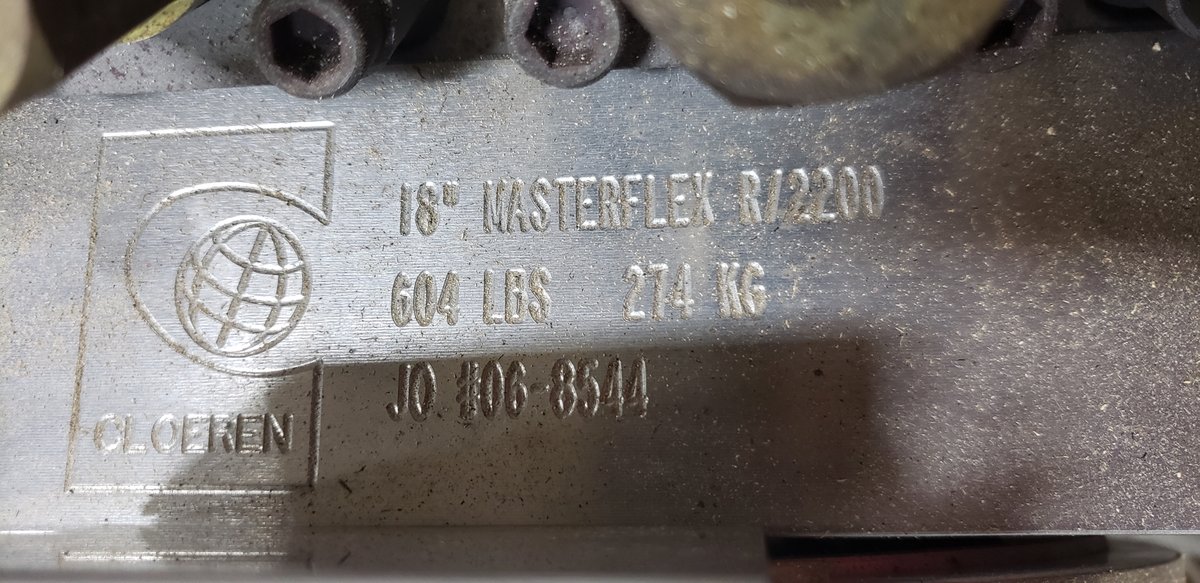 18" MASTERFLEX R/2200
604 LBS 274 KG
JO #06-8544
CLOEREN